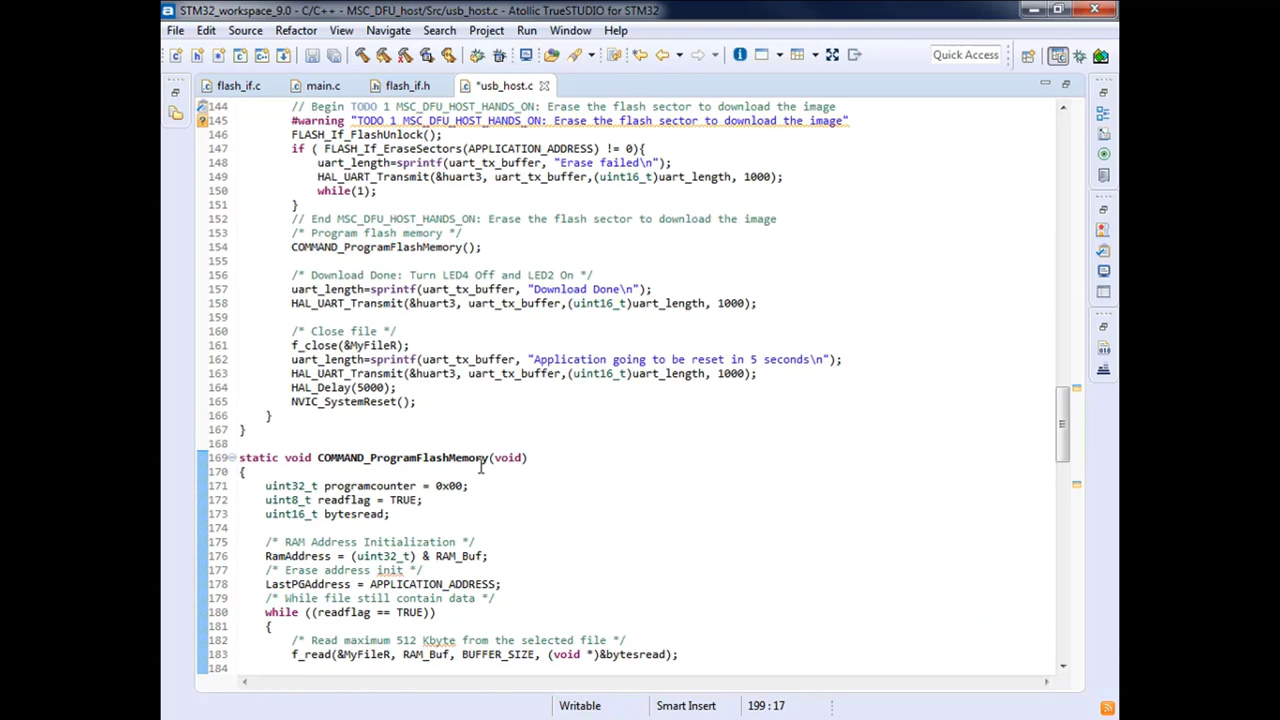 STM32_workspace_9.0 - C/C++ - MSC_DFU_host/Src/usb_host.c - Atollic TrueSTUDIO for STM32
File Edit Source Refactor View Navigate Search Project Run Window Help
Quick Access
flash_if.c main.c flash_if.h *usb_host.c
144 // Begin TODO 1 MSC_DFU_HOST_HANDS_ON: Erase the flash sector to download the image
145 #warning "TODO 1 MSC_DFU_HOST_HANDS_ON: Erase the flash sector to download the image"
146 FLASH_If_FlashUnlock();
147 if ( FLASH_If_EraseSectors(APPLICATION_ADDRESS) != 0){
148 uart_length=sprintf(uart_tx_buffer, "Erase failed\n");
149 HAL_UART_Transmit(&huart3, uart_tx_buffer,(uint16_t)uart_length, 1000);
150 while(1);
151 }
152 // End MSC_DFU_HOST_HANDS_ON: Erase the flash sector to download the image
153 /* Program flash memory */
154 COMMAND_ProgramFlashMemory();
155
156 /* Download Done: Turn LED4 Off and LED2 On */
157 uart_length=sprintf(uart_tx_buffer, "Download Done\n");
158 HAL_UART_Transmit(&huart3, uart_tx_buffer,(uint16_t)uart_length, 1000);
159
160 /* Close file */
161 f_close(&MyFileR);
162 uart_length=sprintf(uart_tx_buffer, "Application going to be reset in 5 seconds\n");
163 HAL_UART_Transmit(&huart3, uart_tx_buffer,(uint16_t)uart_length, 1000);
164 HAL_Delay(5000);
165 NVIC_SystemReset();
166 }
167 }
168
169 static void COMMAND_ProgramFlashMemory(void)
170 {
171 uint32_t programcounter = 0x00;
172 uint8_t readflag = TRUE;
173 uint16_t bytesread;
174
175 /* RAM Address Initialization */
176 RamAddress = (uint32_t) & RAM_Buf;
177 /* Erase address init */
178 LastPGAddress = APPLICATION_ADDRESS;
179 /* While file still contain data */
180 while ((readflag == TRUE))
181 {
182 /* Read maximum 512 Kbyte from the selected file */
183 f_read(&MyFileR, RAM_Buf, BUFFER_SIZE, (void *)&bytesread);
184
Writable Smart Insert 199 : 17